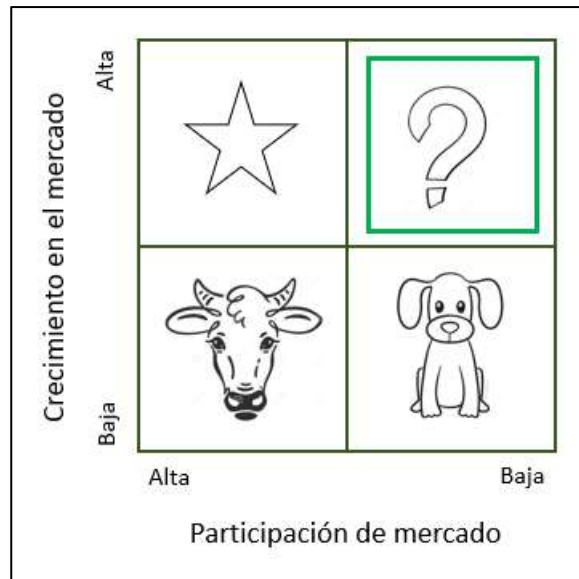 Crecimiento en el mercado
Alta
Baja
?
Alta
Baja
Participación de mercado